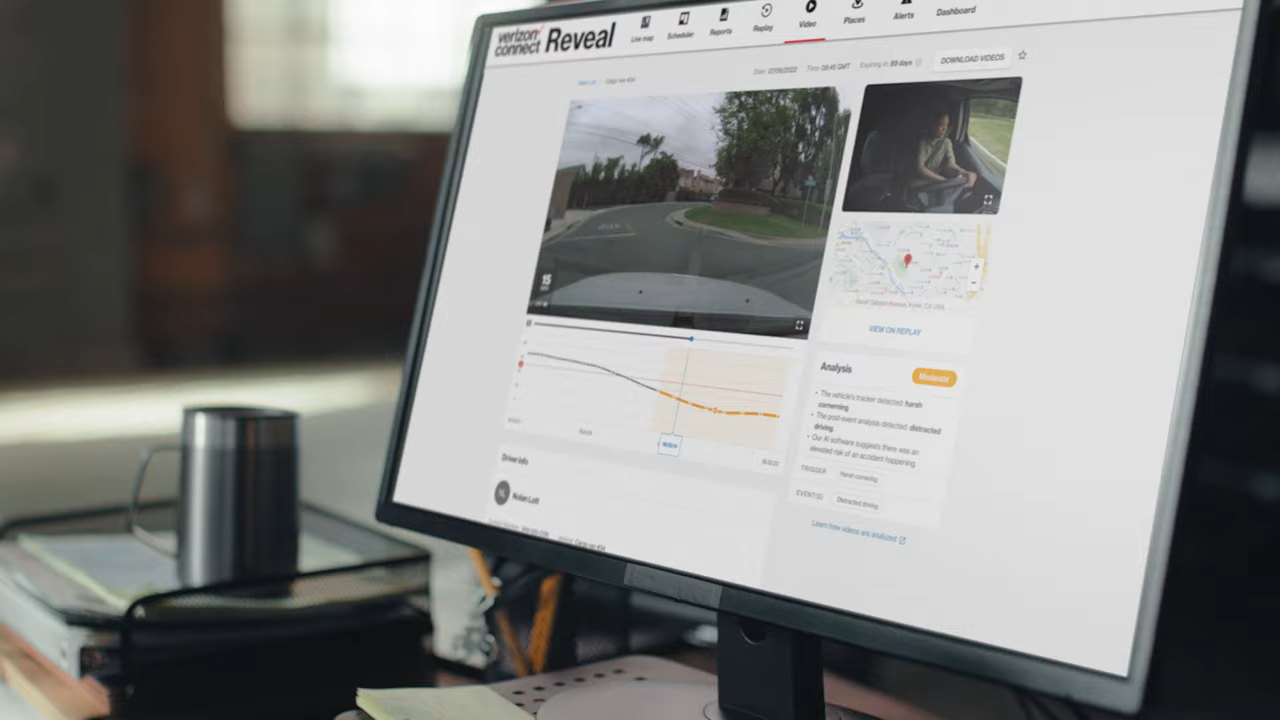 verizon
connect Reveal
Live map
Scheduler
Reports
Replay
Video
Places
Alerts
Dashboard
Expiring in 89 days
DOWNLOAD VIDEOS
VIEW ON REPLAY
Analysis
Moderate
• The vehicle's tracker detected harsh
cornering.
• The post-event analysis detected distracted
driving.
• Our AI software suggests there was an
elevated risk of an accident happening.
TRIGGER Harsh cornering
EVENT(S) Distracted driving
Learn how videos are analyzed
Driver info
Nolan Lott